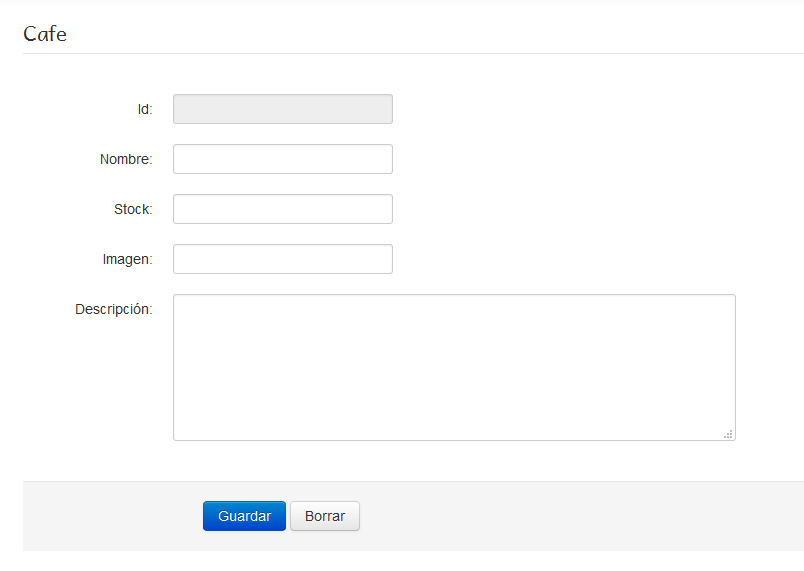 Cafe
Id:
Nombre:
Stock:
Imagen:
Descripción:
Guardar Borrar